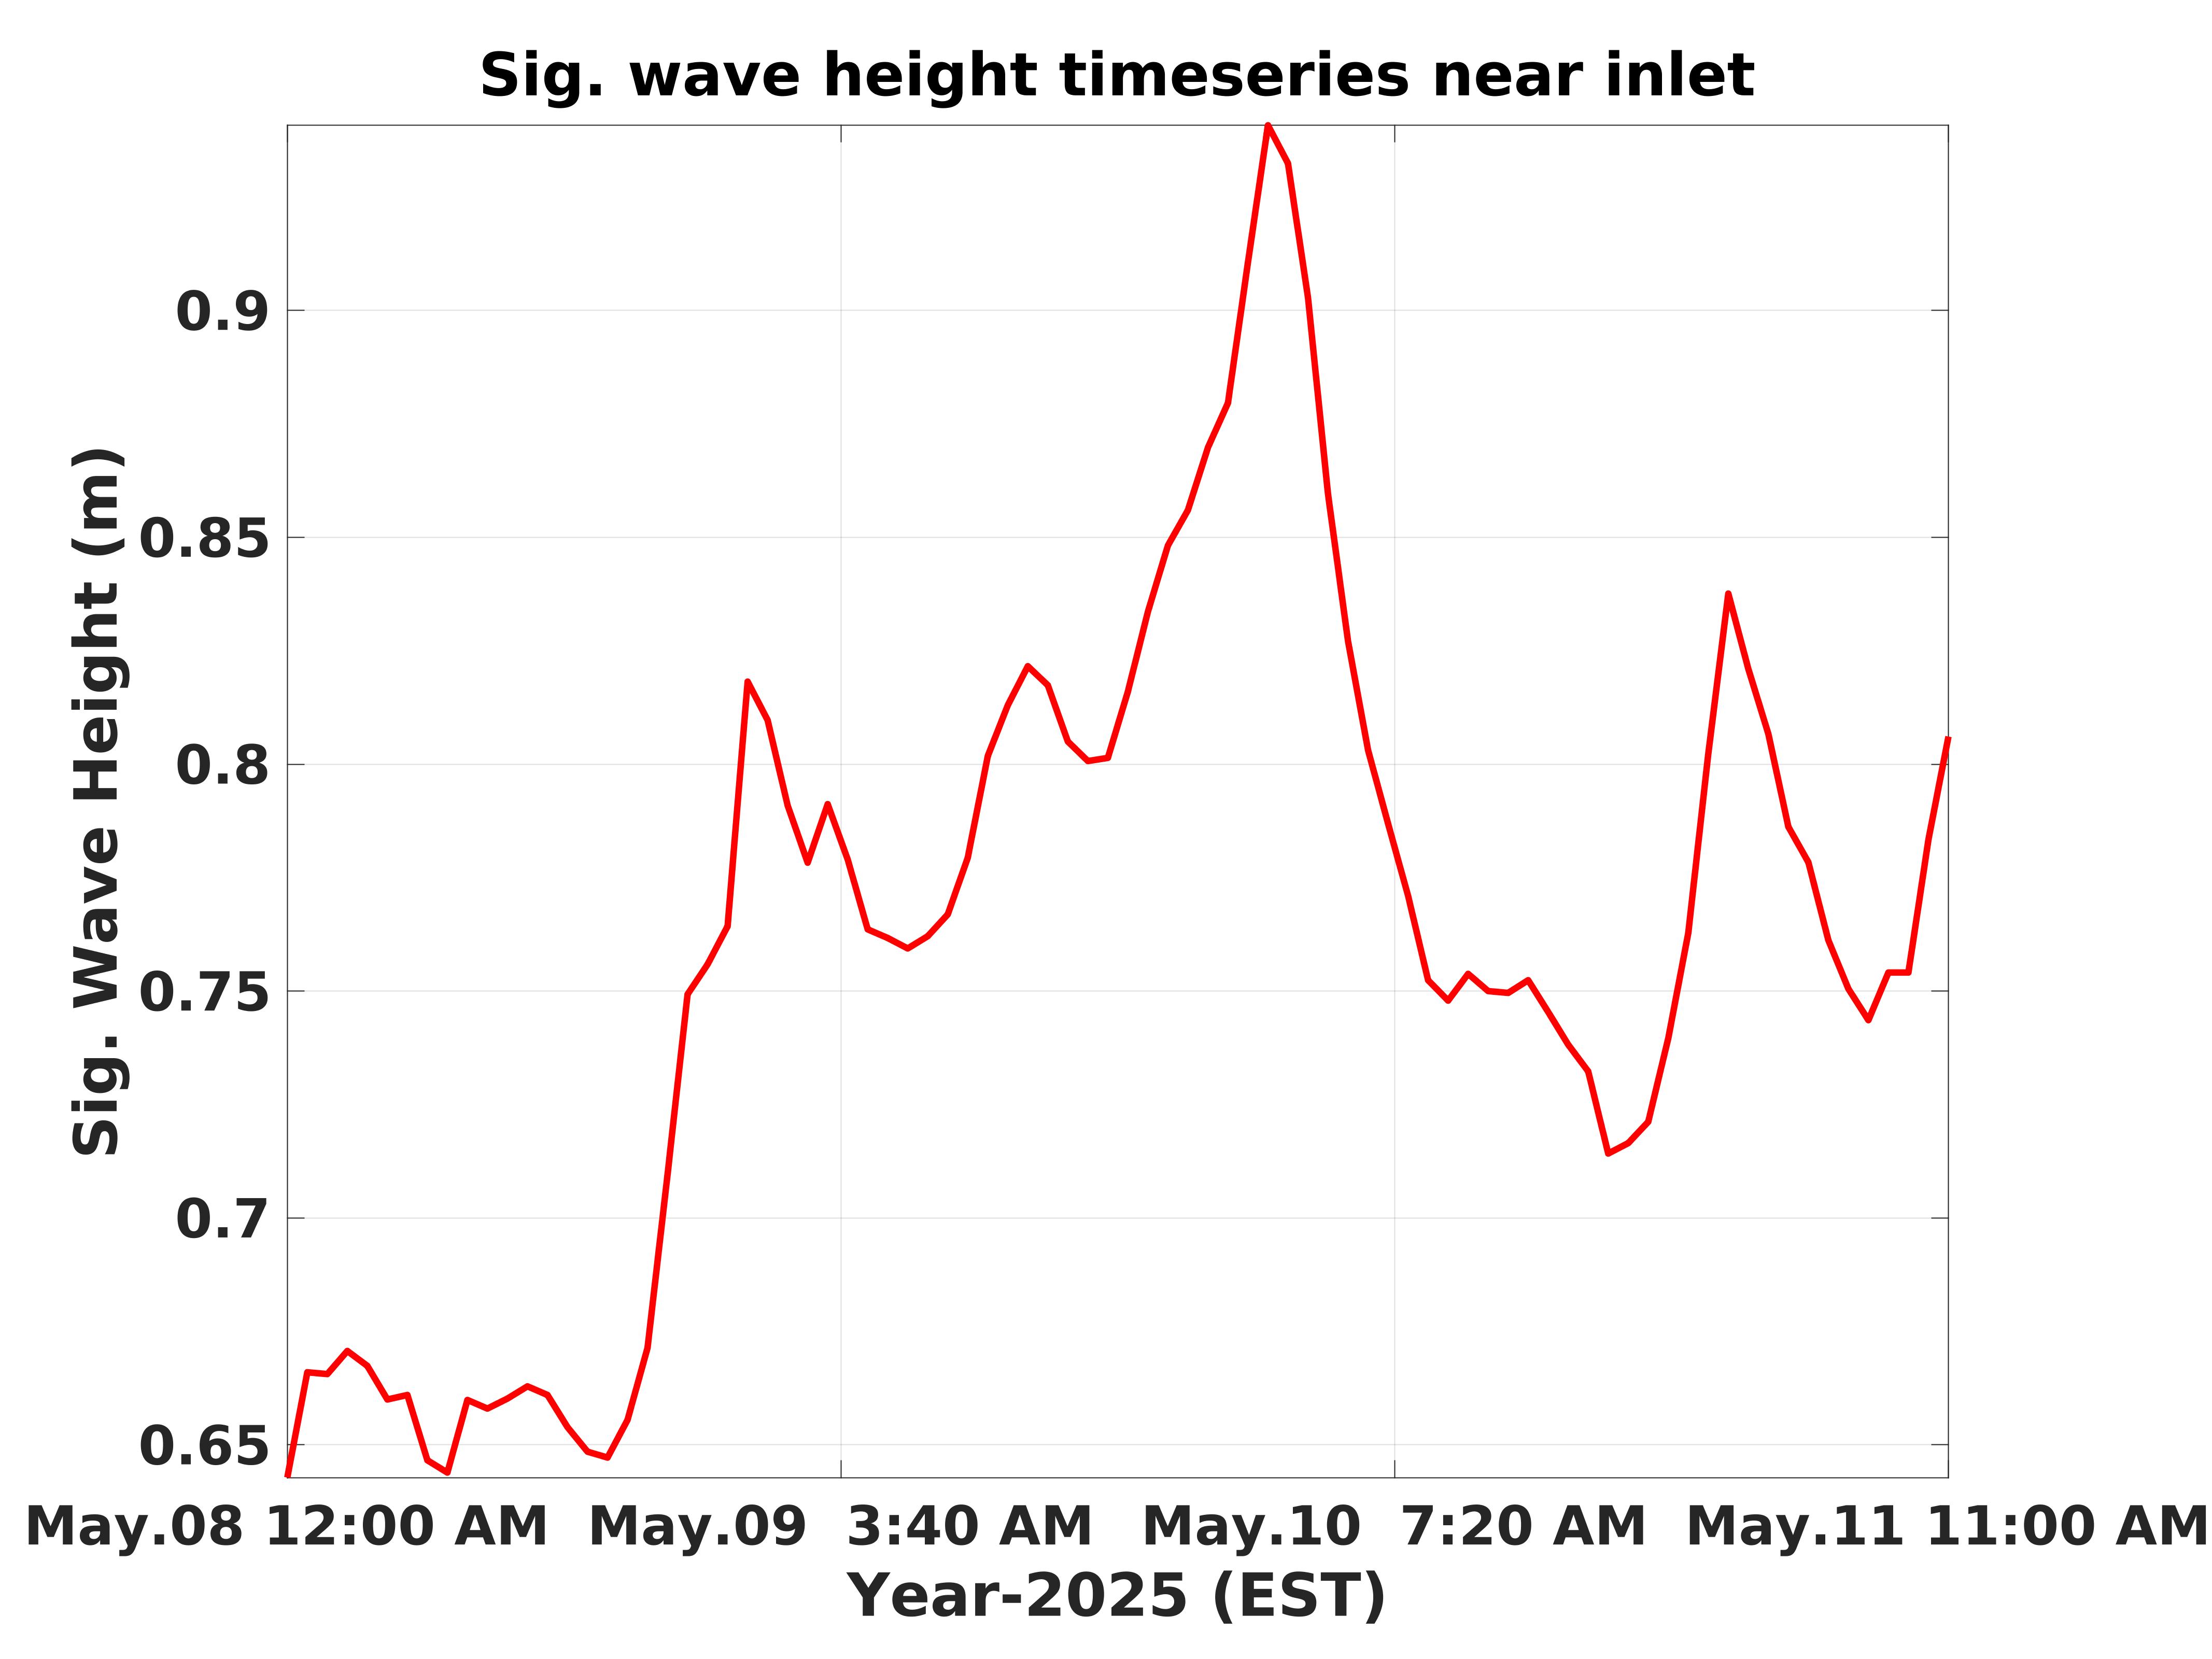 Sig. wave height timeseries near inlet
Sig. Wave Height (m)
0.9
0.85
0.8
0.75
0.7
0.65
May.08 12:00 AM May.09 3:40 AM May.10 7:20 AM May.11 11:00 AM
Year-2025 (EST)